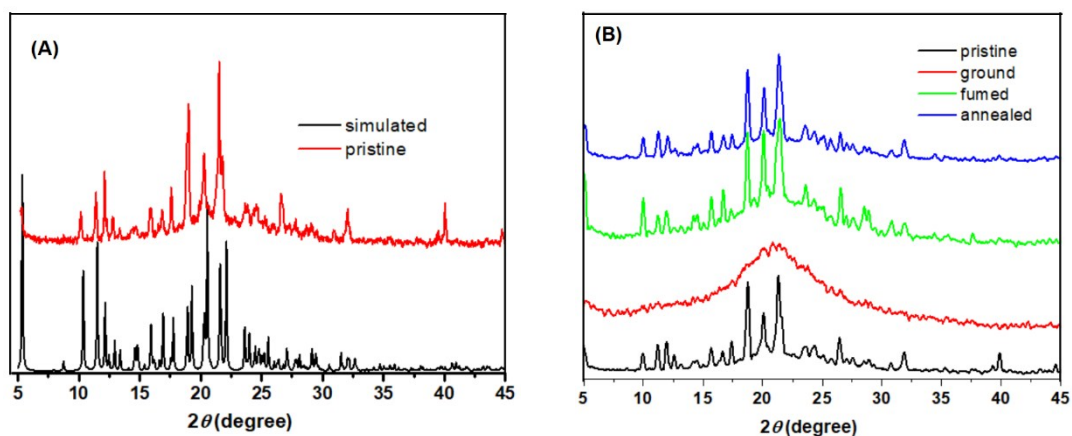 (A)
simulated
pristine
5 10 15 20 25 30 35 40 45
2θ(degree)
(B)
pristine
ground
fumed
annealed
5 10 15 20 25 30 35 40 45
2θ(degree)